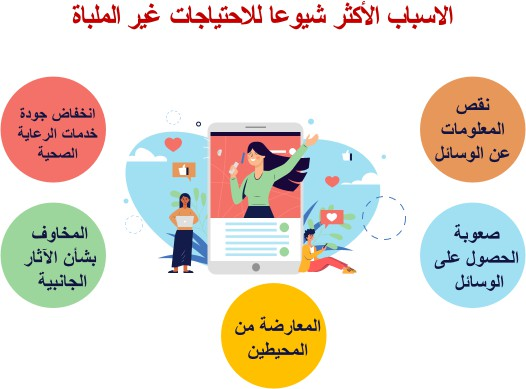 الاسباب الأكثر شيوعا للاحتياجات غير الملباة
نقص
المعلومات
عن الوسائل
انخفاض جودة
خدمات الرعاية
الصحية
صعوبة
الحصول على
الوسائل
المخاوف
بشأن الآثار
الجانبية
المعارضة من
المحيطين